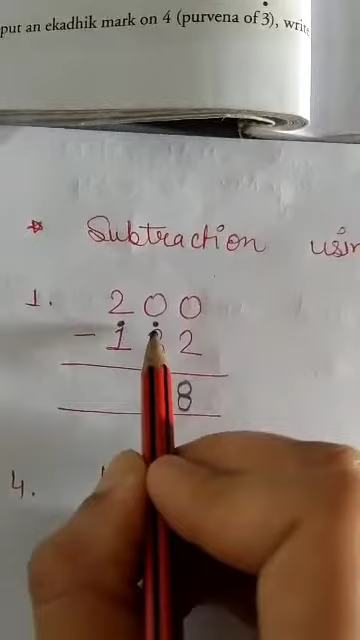 put an ekadhik mark on 4 (purvena of 3̇), write
* Subtraction using
1. 2 0 0
- 1̇ 2
8
4.